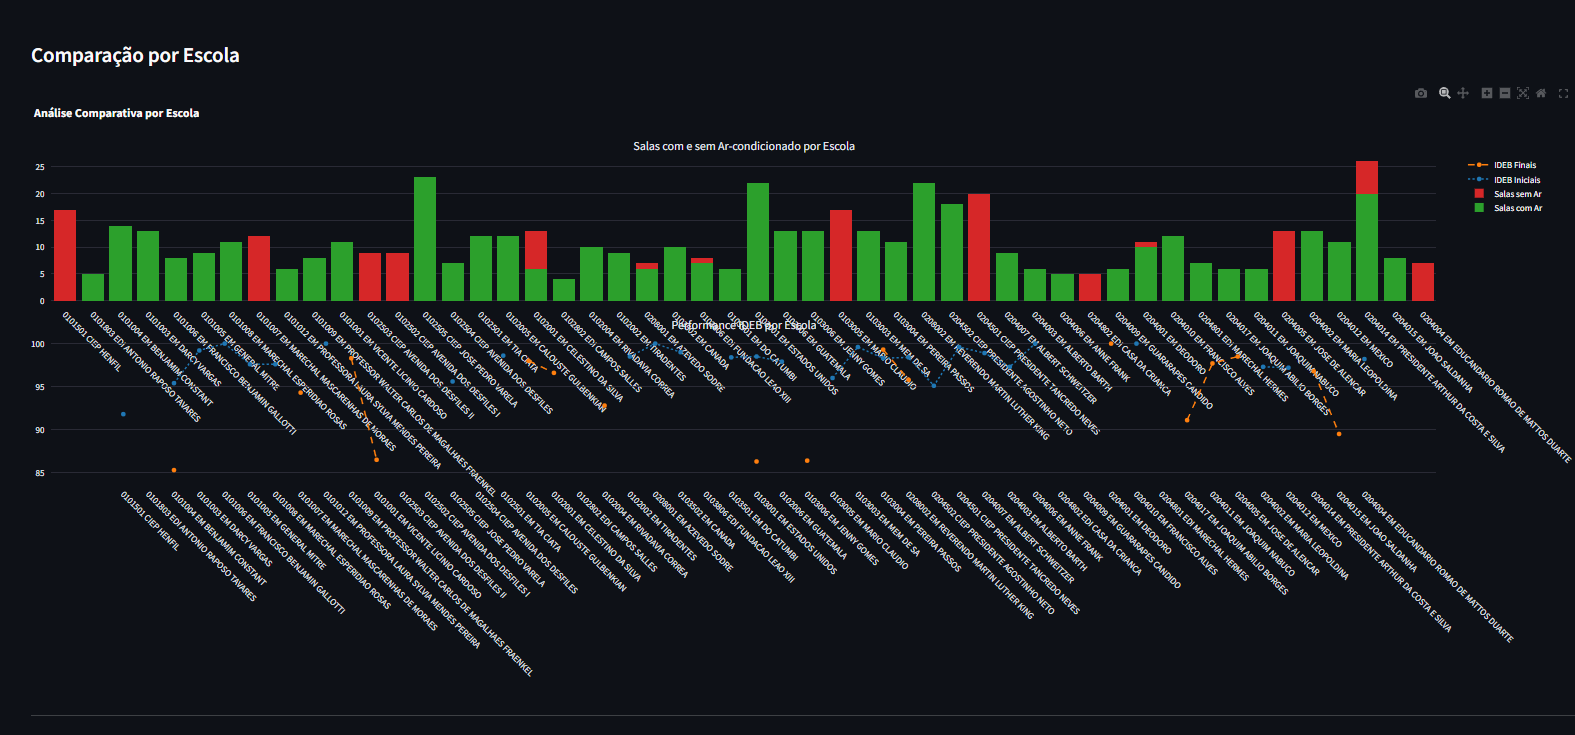 Comparação por Escola
Análise Comparativa por Escola
Salas com e sem Ar-condicionado por Escola
IDEB Finais
IDEB Iniciais
Salas sem Ar
Salas com Ar
25
20
15
10
5
0
Performance IDEB por Escola
100
95
90
85
0101501 CIEP HENFIL
0101803 EDI ANTONIO RAPOSO TAVARES
0101004 EM BENJAMIM CONSTANT
0101003 EM DARCY VARGAS
0101006 EM FRANCISCO BENJAMIN GALLOTTI
0101005 EM GENERAL MITRE
0101008 EM MARECHAL ESPERIDIAO ROSAS
0101007 EM MARECHAL MASCARENHAS DE MORAES
0101012 EM PROFESSORA LAURA SYLVIA MENDES PEREIRA
0101009 EM PROFESSOR WALTER CARLOS DE MAGALHAES FRAENKEL
0101001 EM VICENTE LICINIO CARDOSO
0102503 CIEP AVENIDA DOS DESFILES II
0102502 CIEP AVENIDA DOS DESFILES I
0102505 CIEP JOSE PEDRO VARELA
0102504 CIEP AVENIDA DOS DESFILES
0102501 EM TIA CIATA
0102005 EM CALOUSTE GULBENKIAN
0102001 EM CELESTINO DA SILVA
0102802 EDI CAMPOS SALLES
0102004 EM RIVADAVIA CORREA
0102002 EM TIRADENTES
0208001 EM AZEVEDO SODRE
0103502 EM CANADA
0103806 EDI FUNDACAO LEAO XIII
0103501 EM DO CATUMBI
0103001 EM ESTADOS UNIDOS
0102006 EM GUATEMALA
0103006 EM JENNY GOMES
0103005 EM MARIO CLAUDIO
0103003 EM MEM DE SA
0103004 EM PEREIRA PASSOS
0208002 EM REVERENDO MARTIN LUTHER KING
0204502 CIEP PRESIDENTE AGOSTINHO NETO
0204501 CIEP PRESIDENTE TANCREDO NEVES
0204007 EM ALBERT SCHWEITZER
0204003 EM ALBERTO BARTH
0204006 EM ANNE FRANK
0204802 EDI CASA DA CRIANCA
0204009 EM GUARARAPES CANDIDO
0204001 EM DEODORO
0204010 EM FRANCISCO ALVES
0204801 EDI MARECHAL HERMES
0204017 EM JOAQUIM ABILIO BORGES
0204011 EM JOAQUIM NABUCO
0204005 EM JOSE DE ALENCAR
0204002 EM MARIA LEOPOLDINA
0204012 EM MEXICO
0204014 EM PRESIDENTE ARTHUR DA COSTA E SILVA
0204015 EM JOAO SALDANHA
0204004 EM EDUCANDARIO ROMAO DE MATTOS DUARTE